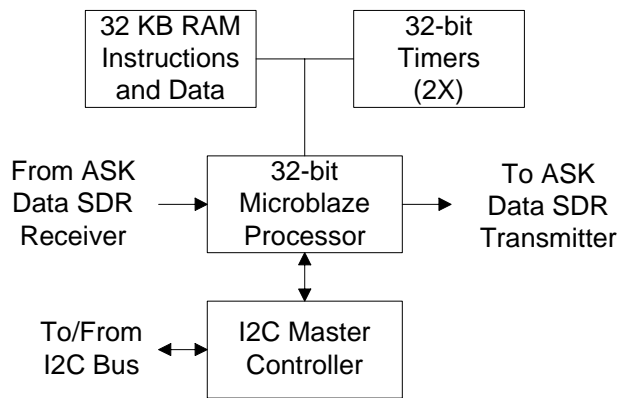 32 KB RAM
Instructions
and Data
32-bit
Timers
(2X)
From ASK
Data SDR
Receiver
32-bit
Microblaze
Processor
To ASK
Data SDR
Transmitter
To/From
I2C Bus
I2C Master
Controller